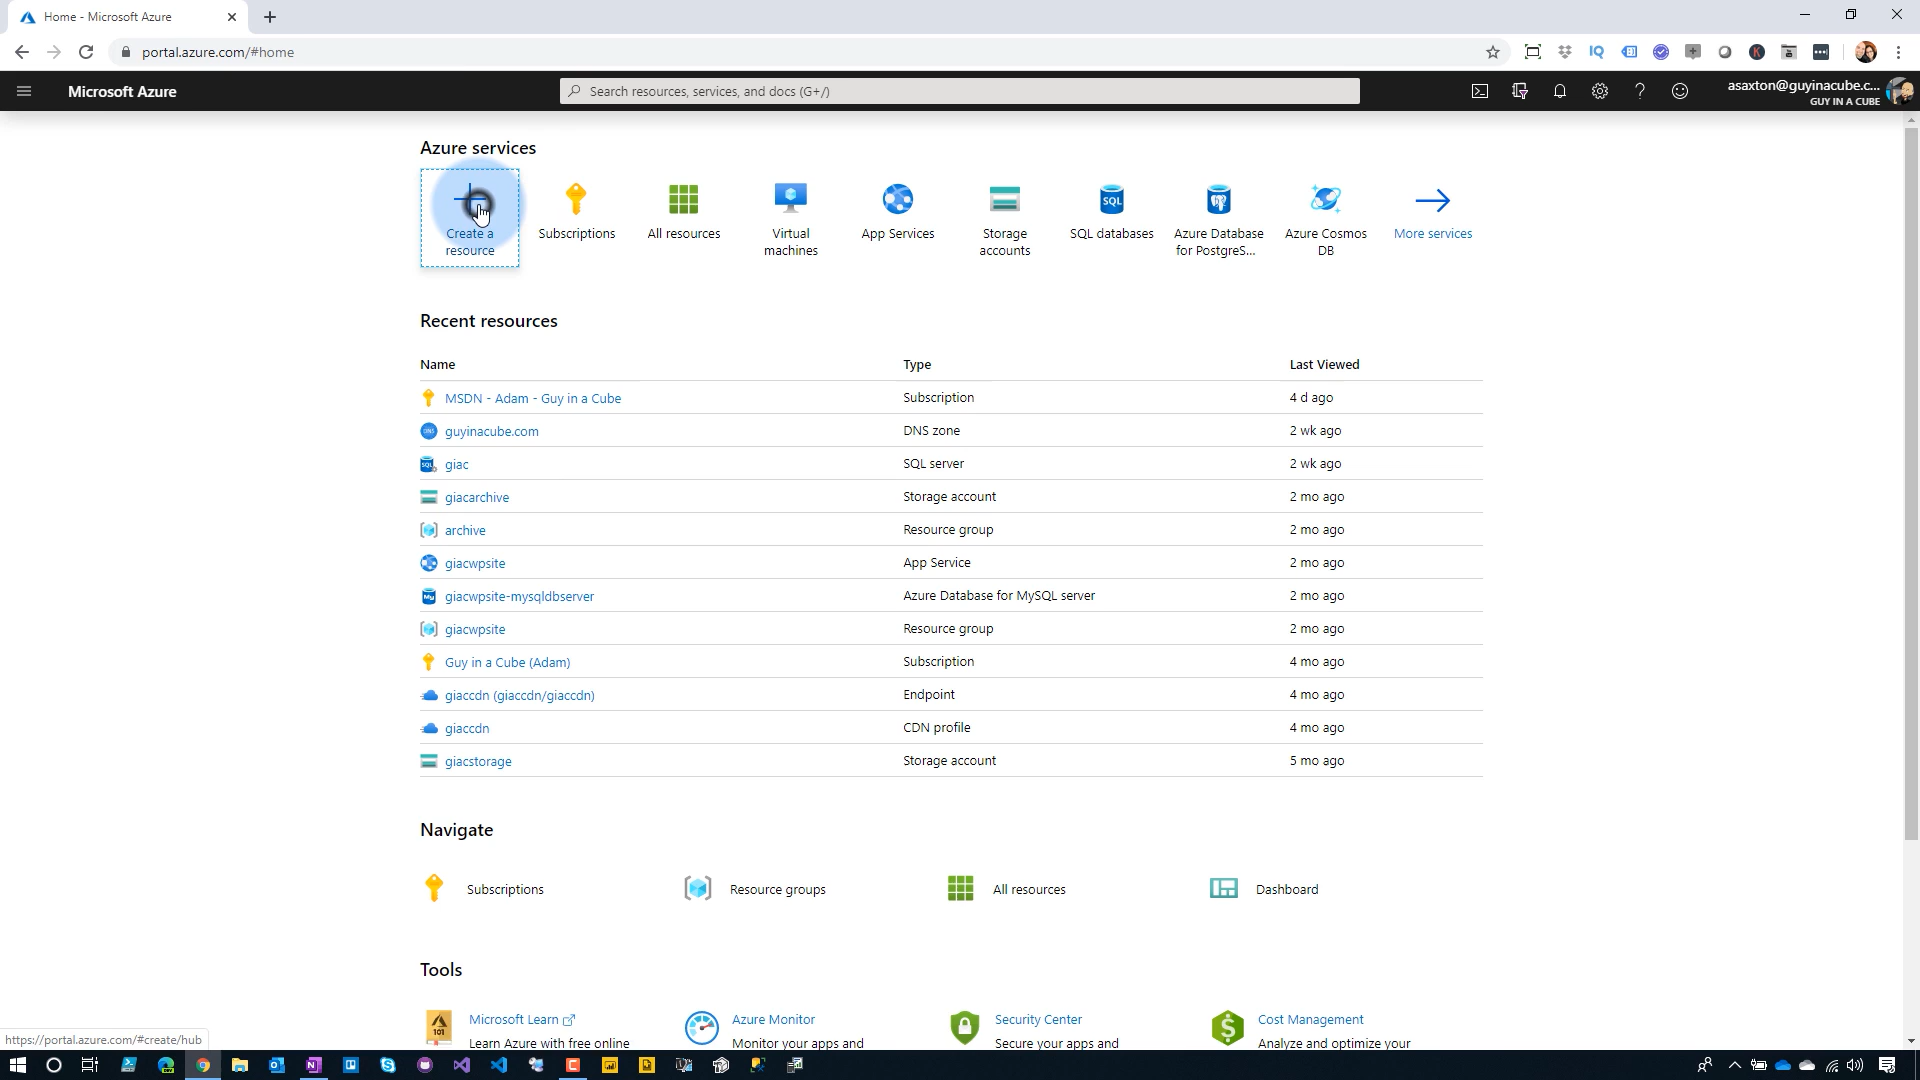 Home - Microsoft Azure
portal.azure.com/#home
Microsoft Azure
Search resources, services, and docs (G+/)
asaxton@guyinacube.c...
GUY IN A CUBE
Azure services
Create a
resource
Subscriptions
All resources
Virtual
machines
App Services
Storage
accounts
SQL databases
Azure Database
for PostgreS...
Azure Cosmos
DB
More services
Recent resources
Name Type Last Viewed
MSDN - Adam - Guy in a Cube Subscription 4 d ago
guyinacube.com DNS zone 2 wk ago
giac SQL server 2 wk ago
giacarchive Storage account 2 mo ago
archive Resource group 2 mo ago
giacwpsite App Service 2 mo ago
giacwpsite-mysqldbserver Azure Database for MySQL server 2 mo ago
giacwpsite Resource group 2 mo ago
Guy in a Cube (Adam) Subscription 4 mo ago
giaccdn (giaccdn/giaccdn) Endpoint 4 mo ago
giaccdn CDN profile 4 mo ago
giacstorage Storage account 5 mo ago
Navigate
Subscriptions Resource groups All resources Dashboard
Tools
Microsoft Learn
Learn Azure with free online
Azure Monitor
Monitor your apps and
Security Center
Secure your apps and
Cost Management
Analyze and optimize your
https://portal.azure.com/#create/hub